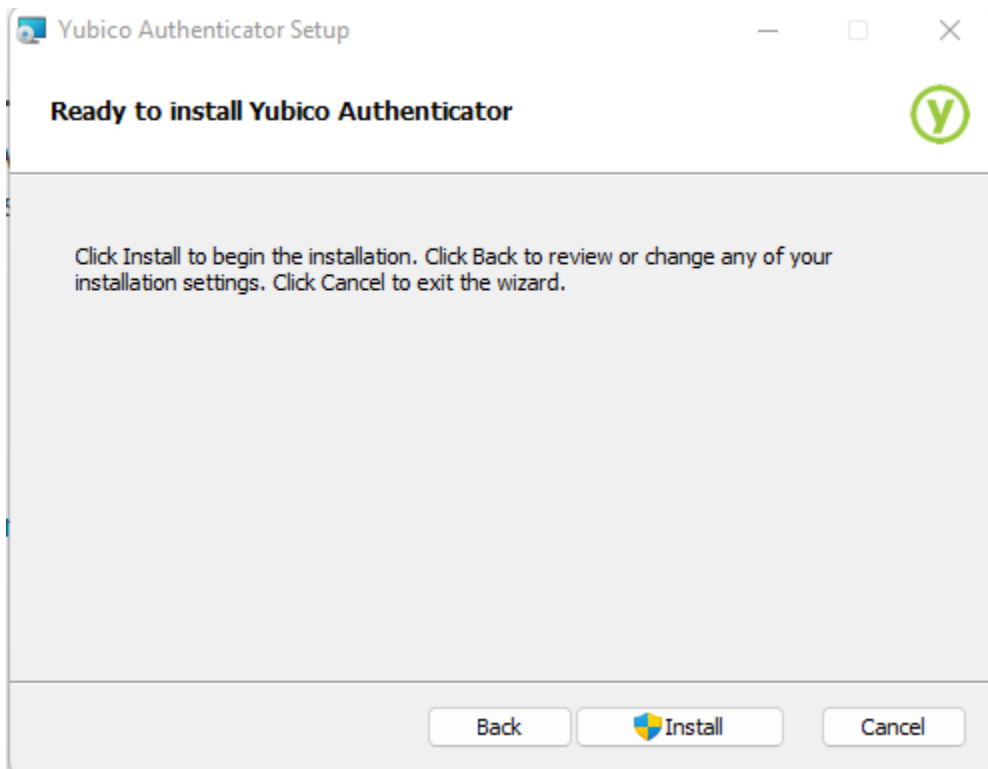 Yubico Authenticator Setup
Ready to install Yubico Authenticator
y
Click Install to begin the installation. Click Back to review or change any of your
installation settings. Click Cancel to exit the wizard.
Back
Install
Cancel